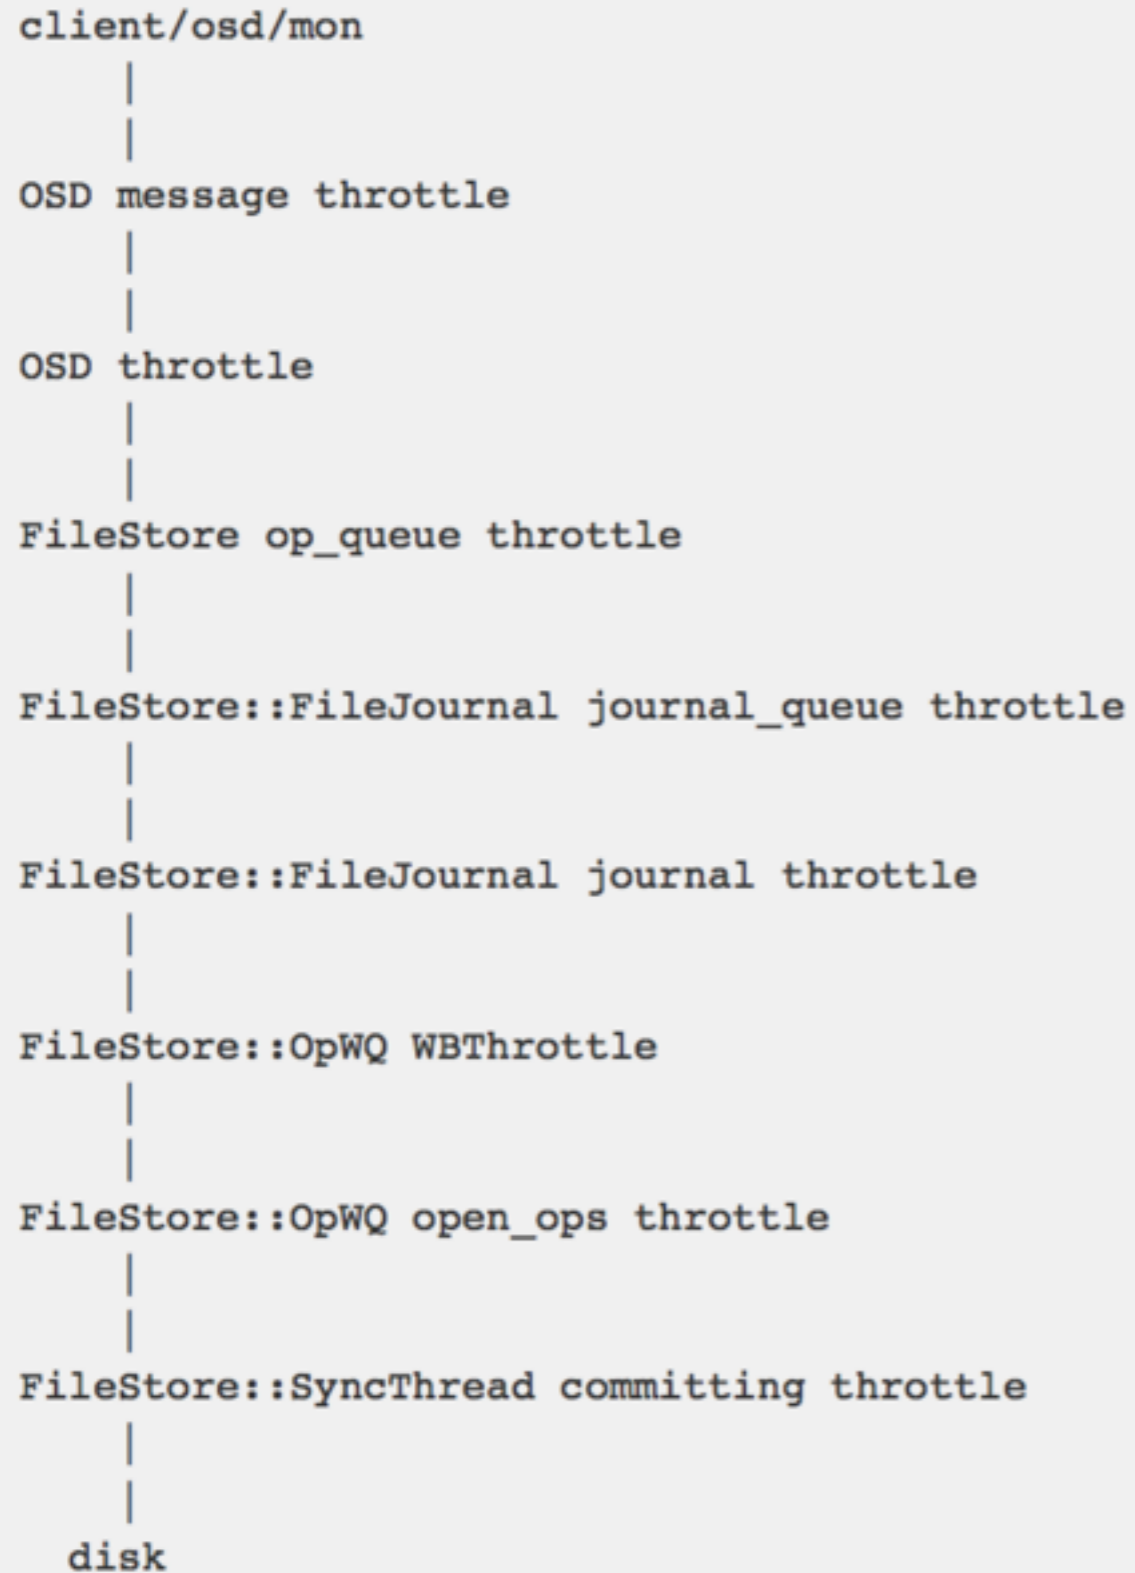 client/osd/mon
|
|
OSD message throttle
|
|
OSD throttle
|
|
FileStore op_queue throttle
|
|
FileStore::FileJournal journal_queue throttle
|
|
FileStore::FileJournal journal throttle
|
|
FileStore::OpWQ WBThrottle
|
|
FileStore::OpWQ open_ops throttle
|
|
FileStore::SyncThread committing throttle
|
|
disk